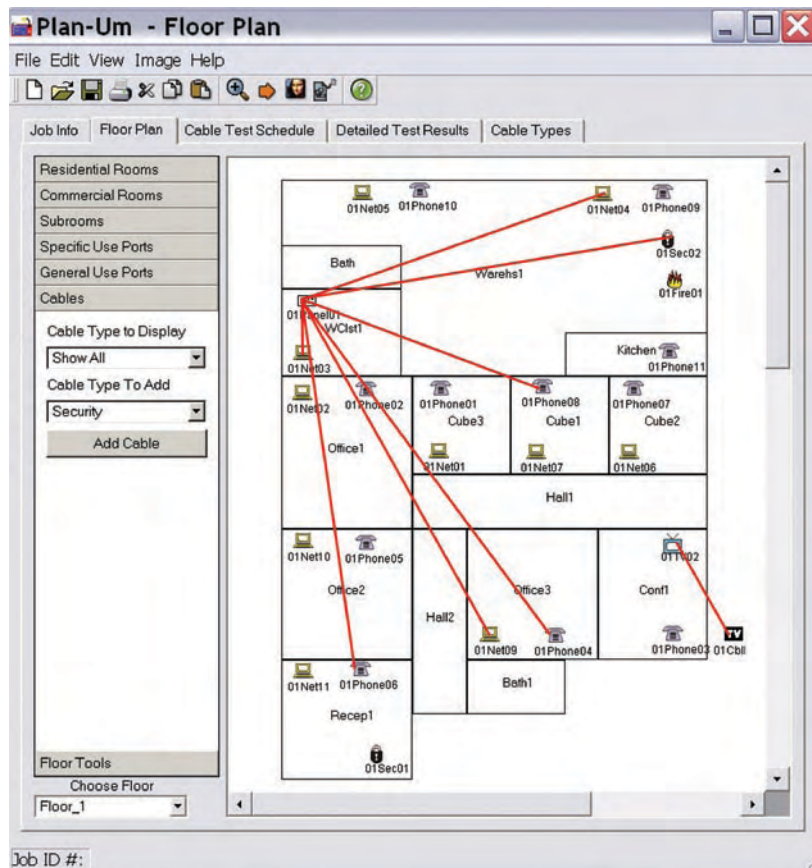 Plan-Um - Floor Plan
File Edit View Image Help
Job Info
Floor Plan
Cable Test Schedule
Detailed Test Results
Cable Types
Residential Rooms
Commercial Rooms
Subrooms
Specific Use Ports
General Use Ports
Cables
Cable Type to Display
Show All
Cable Type To Add
Security
Add Cable
Floor Tools
Choose Floor
Floor_1
01Net05
01Phone10
01Net04
01Phone09
01Sec02
Bath
Warehs1
01Fire01
01Panel01
WClst1
01Net03
Kitchen
01Phone11
01Net02
01Phone02
01Phone01
01Phone08
01Phone07
Cube3
Cube1
Cube2
Office1
01Net01
01Net07
01Net06
Hall1
01Net10
01Phone05
01TV02
Office2
Office3
Conf1
Hall2
01Net09
01Phone04
01Phone03
TV
01Cbl1
01Net11
01Phone06
Bath1
Recep1
01Sec01
Job ID #: